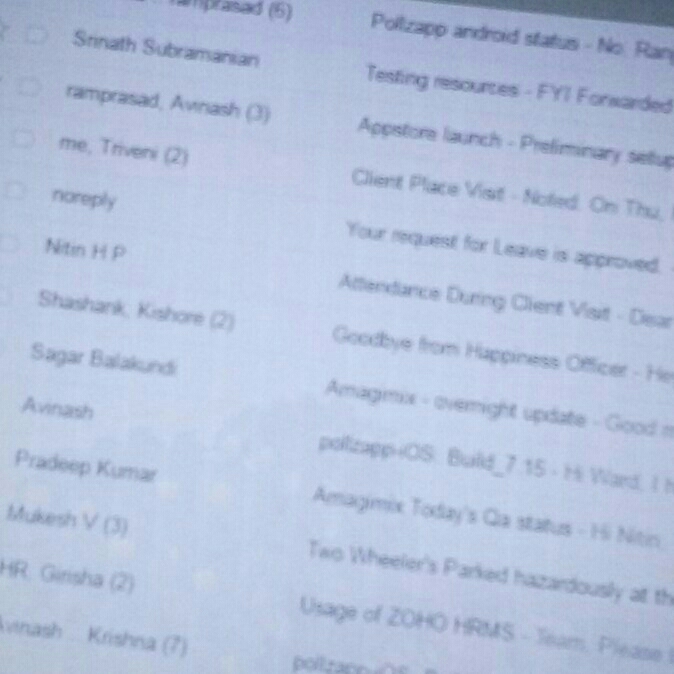 ramprasad (6) Pollzapp android status - No.
Srinath Subramanian Testing resources - FYI Forwarded
ramprasad, Avinash (3) Appstore launch - Preliminary setup
me, Triveni (2) Client Place Visit - Noted. On Thu,
noreply Your request for Leave is approved.
Nitin H P Attendance During Client Visit - Dear
Shashank, Kishore (2) Goodbye from Happiness Officer -
Sagar Balakundi Amagimix - overnight update - Good
Avinash pollzapp-iOS: Build_7.15 - Hi Ward, I
Pradeep Kumar Amagimix Today's Qa status - Hi Nitin,
Mukesh V (3) Two Wheeler's Parked hazardously at
HR, Girisha (2) Usage of ZOHO HRMS - Team, Please
Avinash .. Krishna (7) pollzapp-iOS